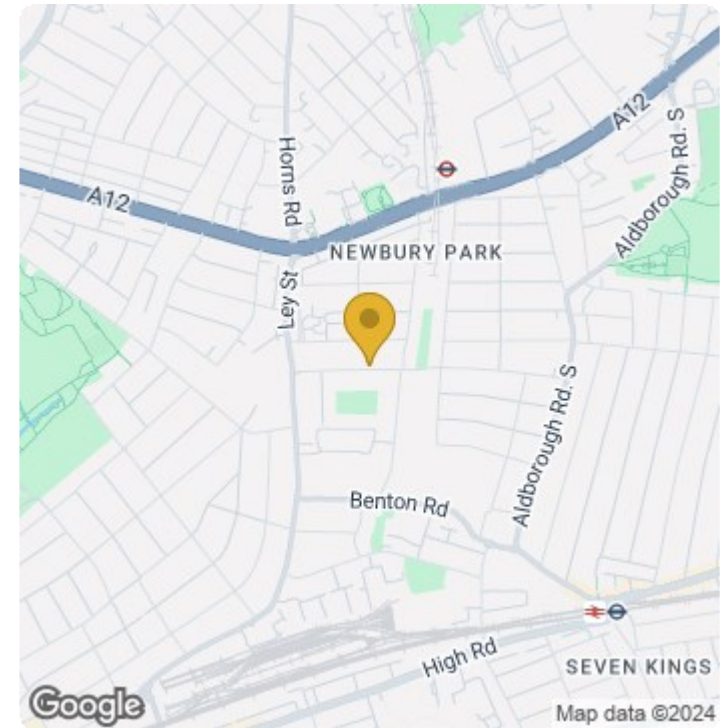 A12
Aldborough Rd. S
Horns Rd
A12
NEWBURY PARK
Ley St
Aldborough Rd. S
Benton Rd
High Rd
SEVEN KINGS
Google
Map data ©2024